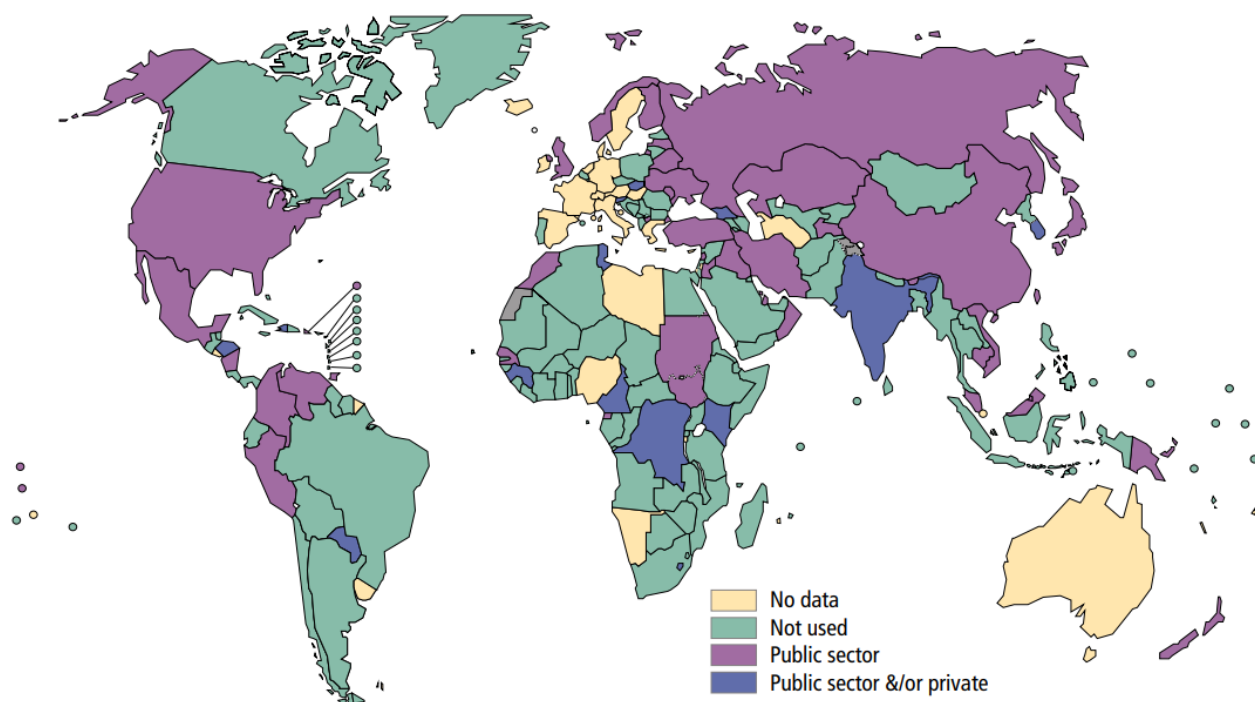 No data
Not used
Public sector
Public sector &/or private